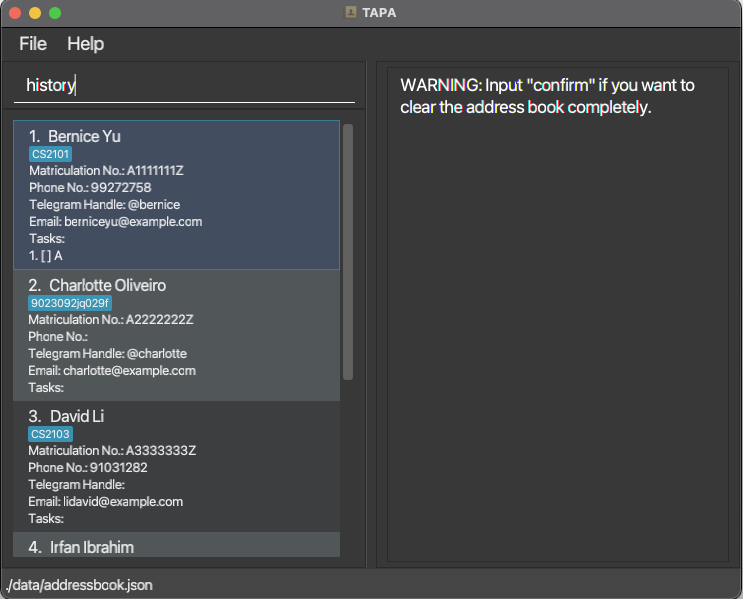 TAPA
File Help
history
1. Bernice Yu
CS2101
Matriculation No.: A1111111Z
Phone No.: 99272758
Telegram Handle: @bernice
Email: berniceyu@example.com
Tasks:
1. [ ] A
2. Charlotte Oliveiro
9023092jq029f
Matriculation No.: A2222222Z
Phone No.:
Telegram Handle: @charlotte
Email: charlotte@example.com
Tasks:
3. David Li
CS2103
Matriculation No.: A3333333Z
Phone No.: 91031282
Telegram Handle:
Email: lidavid@example.com
Tasks:
4. Irfan Ibrahim
WARNING: Input "confirm" if you want to
clear the address book completely.
./data/addressbook.json